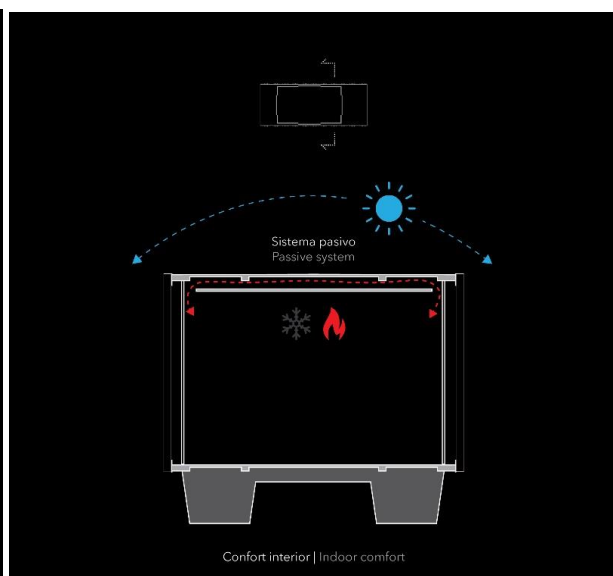 Sistema pasivo
Passive system
Confort interior | Indoor comfort